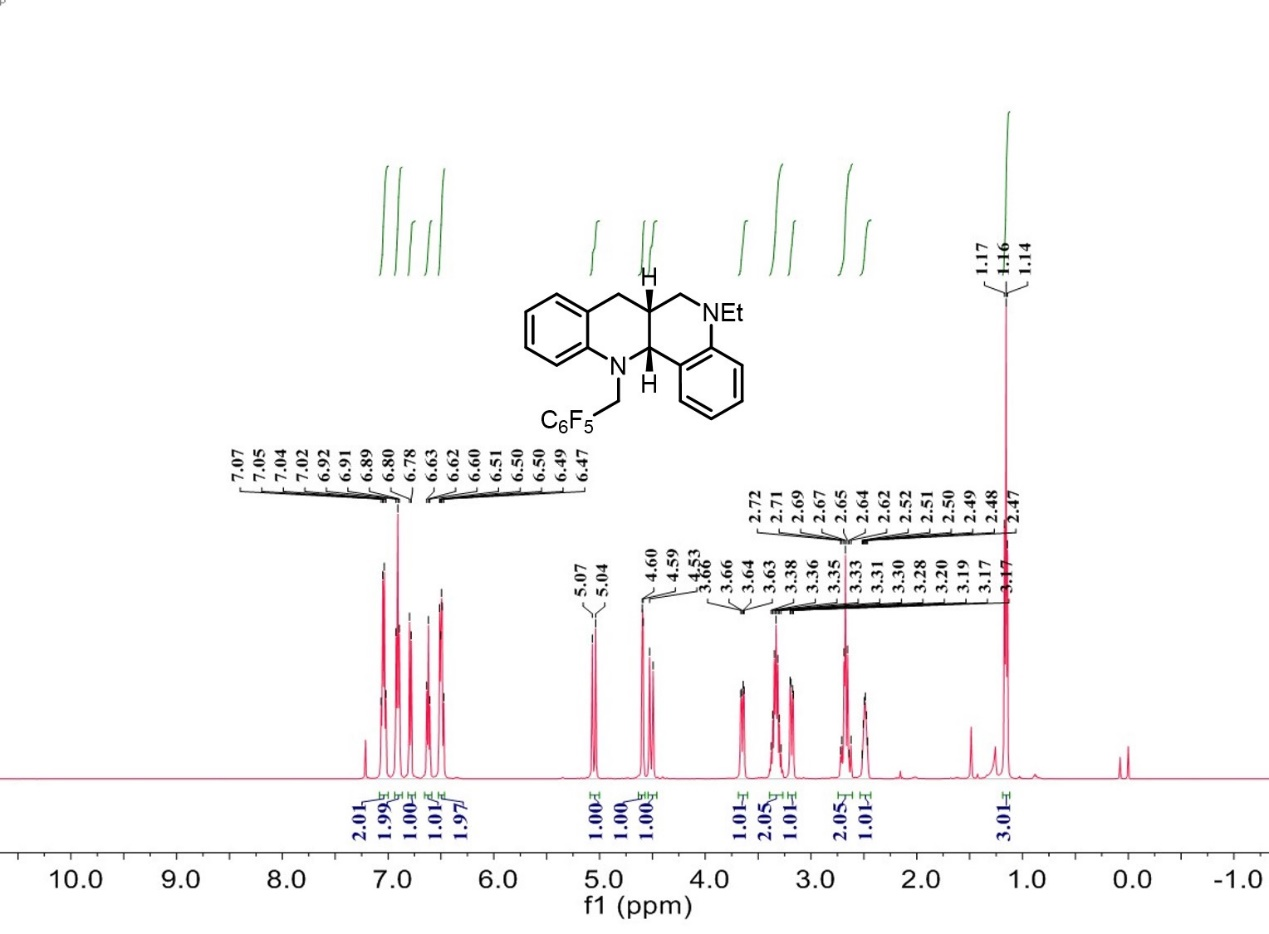 1.17 1.16 1.14
H
NEt
N
H
C6F5
7.07 7.05 7.04 7.02 6.92 6.91 6.89 6.80 6.78 6.63 6.62 6.60 6.51 6.50 6.50 6.49 6.47
2.72 2.71 2.69 2.67 2.65 2.64 2.62 2.52 2.51 2.50 2.49 2.48 2.47
5.07 5.04 4.60 4.59 4.53 3.66 3.66 3.64 3.63 3.38 3.36 3.35 3.33 3.31 3.30 3.28 3.20 3.19 3.17 3.17
2.01 1.99 1.00 1.01 1.97 1.00 1.00 1.00 1.01 2.05 1.01 2.05 1.01 3.01
10.0 9.0 8.0 7.0 6.0 5.0 4.0 3.0 2.0 1.0 0.0 -1.0
f1 (ppm)